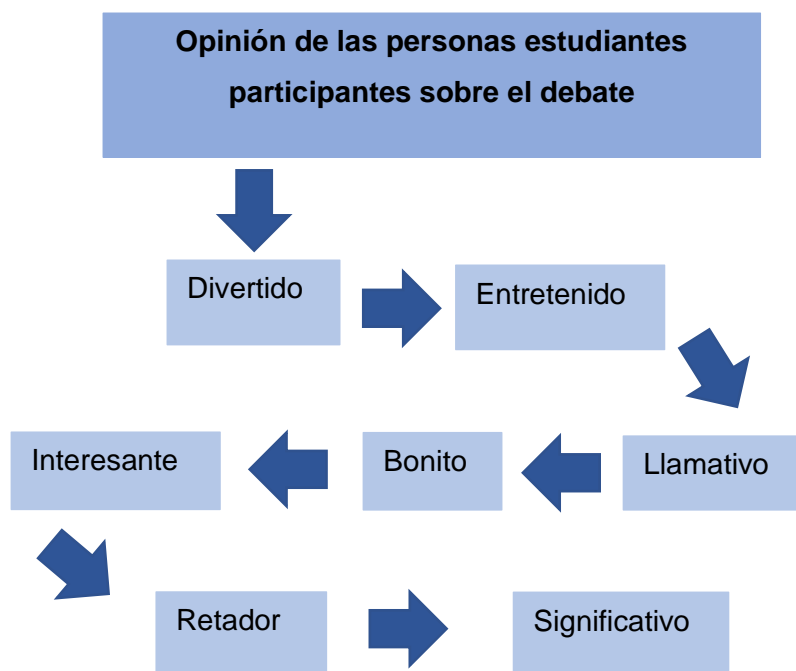 Opinión de las personas estudiantes
participantes sobre el debate
Divertido
Entretenido
Llamativo
Bonito
Interesante
Retador
Significativo